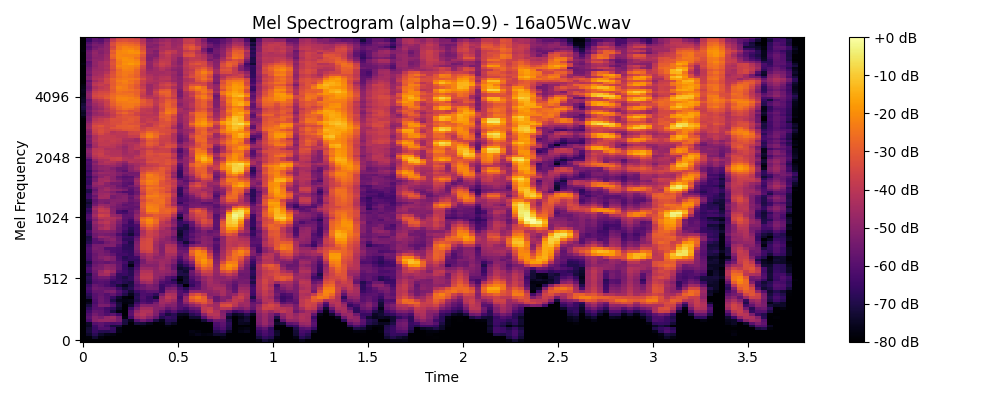 Mel Spectrogram (alpha=0.9) - 16a05Wc.wav
Mel Frequency
4096
2048
1024
512
0
0
0.5
1
1.5
2
2.5
3
3.5
Time
+0 dB
-10 dB
-20 dB
-30 dB
-40 dB
-50 dB
-60 dB
-70 dB
-80 dB